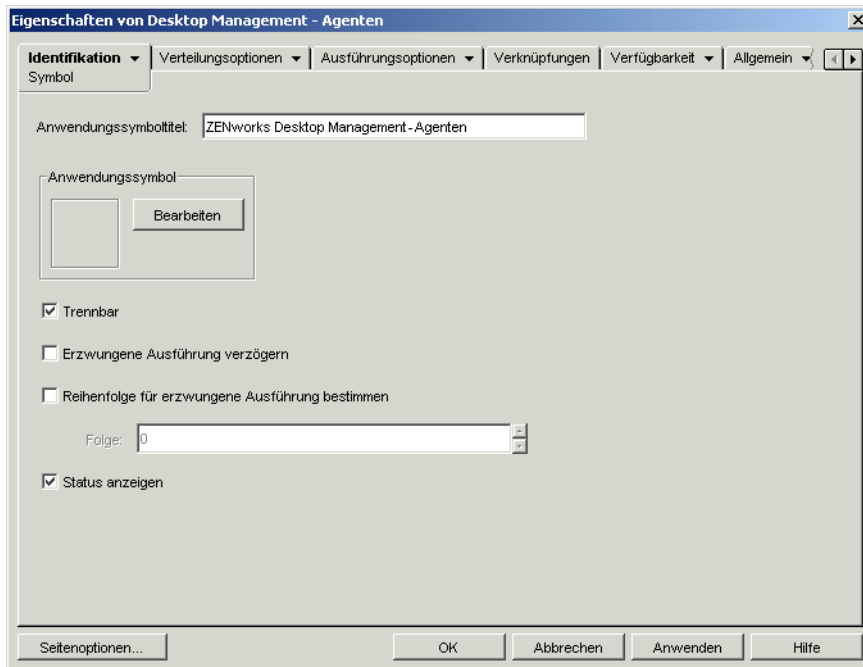 Eigenschaften von Desktop Management - Agenten
Identifikation Verteilungsoptionen Ausführungsoptionen Verknüpfungen Verfügbarkeit Allgemein
Symbol
Anwendungssymboltitel: ZENworks Desktop Management-Agenten
Anwendungssymbol
Bearbeiten
Trennbar
Erzwungene Ausführung verzögern
Reihenfolge für erzwungene Ausführung bestimmen
Folge: 0
Status anzeigen
Seitenoptionen... OK Abbrechen Anwenden Hilfe